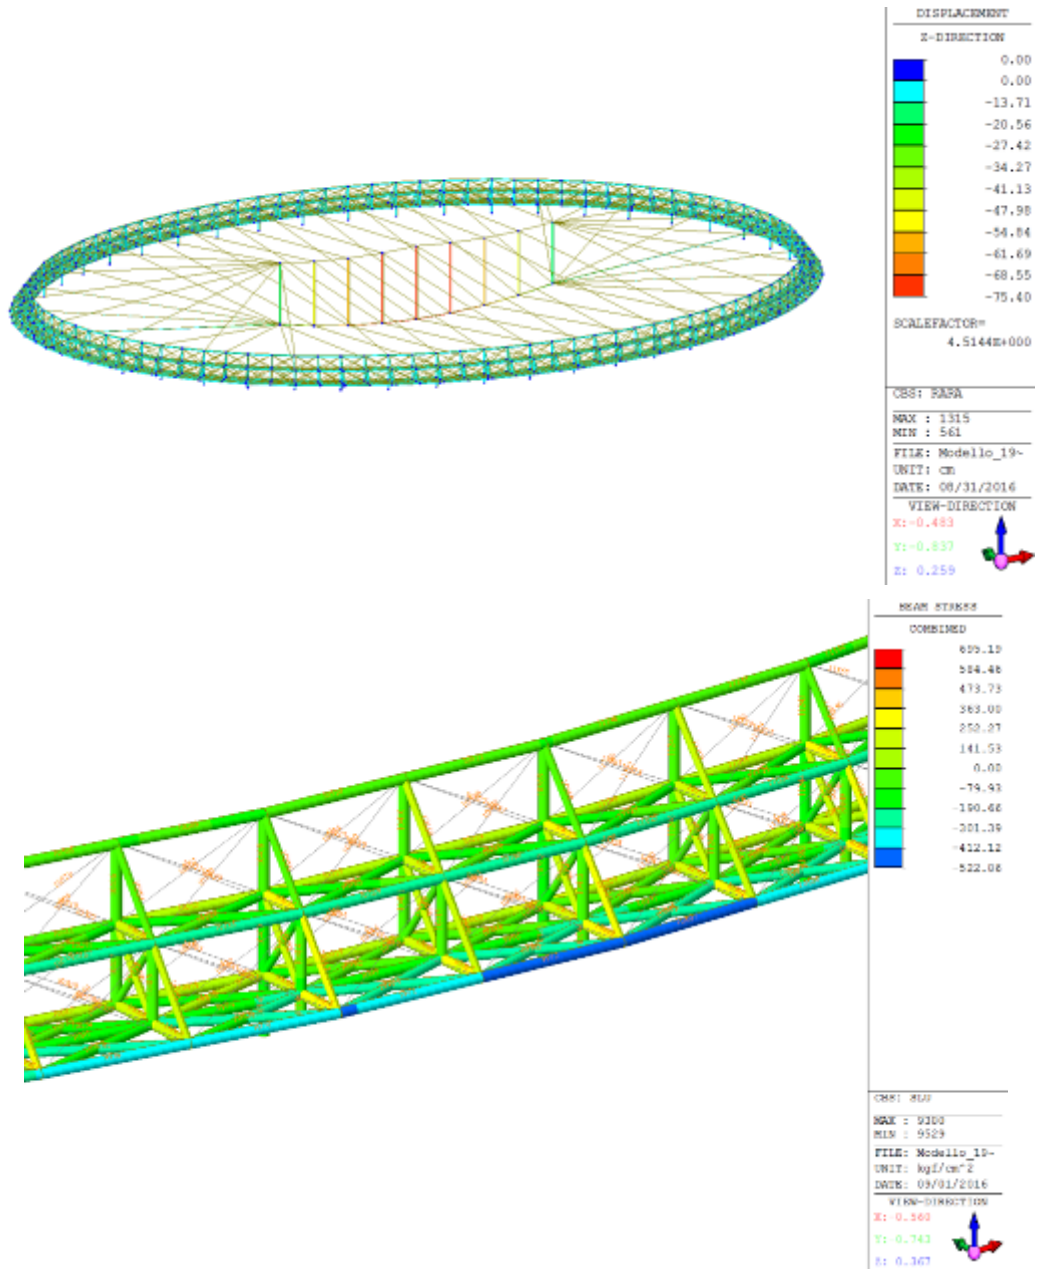 DISPLACEMENT
Z-DIRECTION
0.00
0.00
-13.71
-20.56
-27.42
-34.27
-41.13
-47.98
-54.84
-61.69
-68.55
-75.40
SCALEFACTOR=
4.5144E+000
CBS: RARA
MAX : 1315
MIN : 561
FILE: Modello_19~
UNIT: cm
DATE: 08/31/2016
VIEW-DIRECTION
X:-0.483
Y:-0.837
Z: 0.259
BEAM STRESS
COMBINED
695.19
584.46
473.73
363.00
252.27
141.53
0.00
-79.93
-190.66
-301.39
-412.12
CBS: SLU
MAX : 9300
MIN : 9529
FILE: Modello_19~
UNIT: kgf/cm^2
DATE: 09/01/2016
VIEW-DIRECTION
X:-0.560
Y:-0.743
Z: 0.367